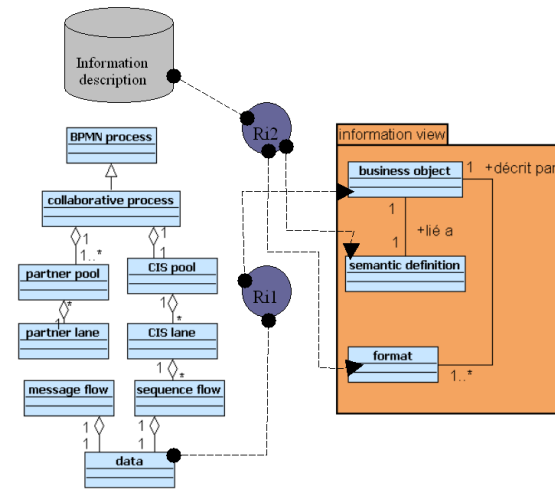 Information
description
Ri2
information view
BPMN process
business object
1
+décrit par
collaborative process
1
1
1
+lié a
1..*
1
partner pool
CIS pool
semantic definition
*
*
1
1
Ri1
partner lane
CIS lane
1
format
*
message flow
sequence flow
1..*
1
1
1
1
data